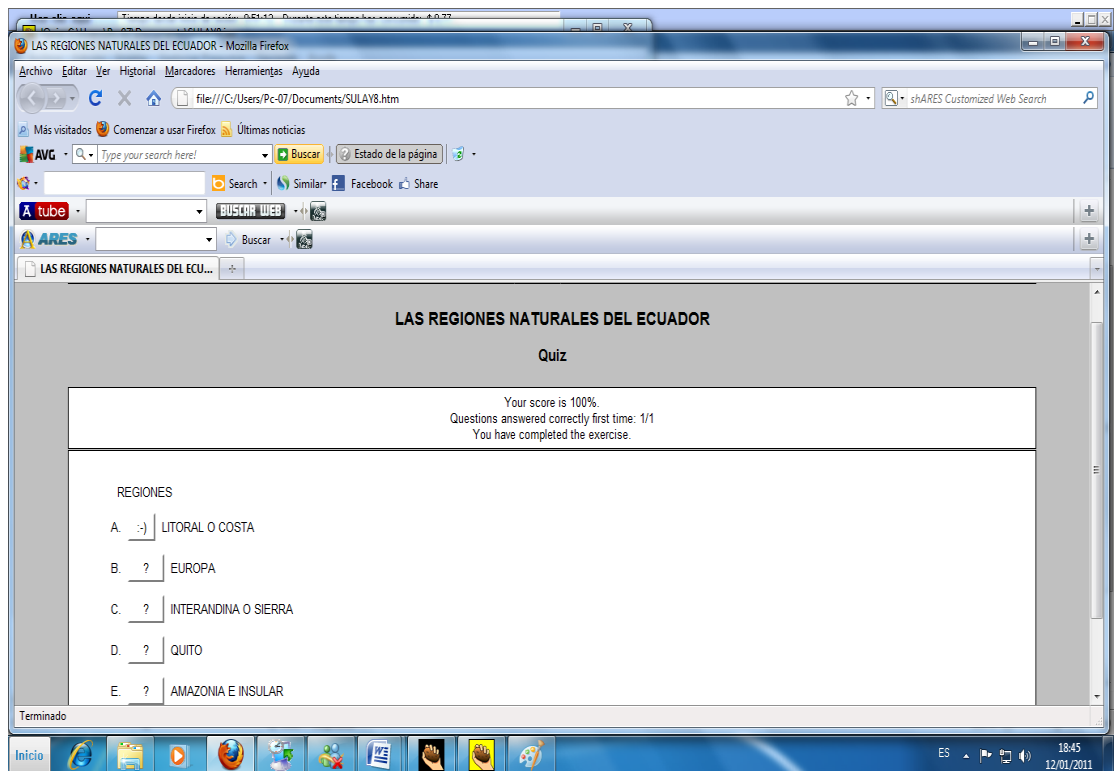 LAS REGIONES NATURALES DEL ECUADOR - Mozilla Firefox
Archivo Editar Ver Historial Marcadores Herramientas Ayuda
file:///C:/Users/Pc-07/Documents/SULAY8.htm
shARES Customized Web Search
Más visitados Comenzar a usar Firefox Últimas noticias
AVG Type your search here! Buscar Estado de la página
Search Similar Facebook Share
A tube BUSCAR WEB
ARES Buscar
LAS REGIONES NATURALES DEL ECU...
LAS REGIONES NATURALES DEL ECUADOR
Quiz
Your score is 100%.
Questions answered correctly first time: 1/1
You have completed the exercise.
REGIONES
A. :-) LITORAL O COSTA
B. ? EUROPA
C. ? INTERANDINA O SIERRA
D. ? QUITO
E. ? AMAZONIA E INSULAR
Terminado
Inicio
ES 18:45
12/01/2011